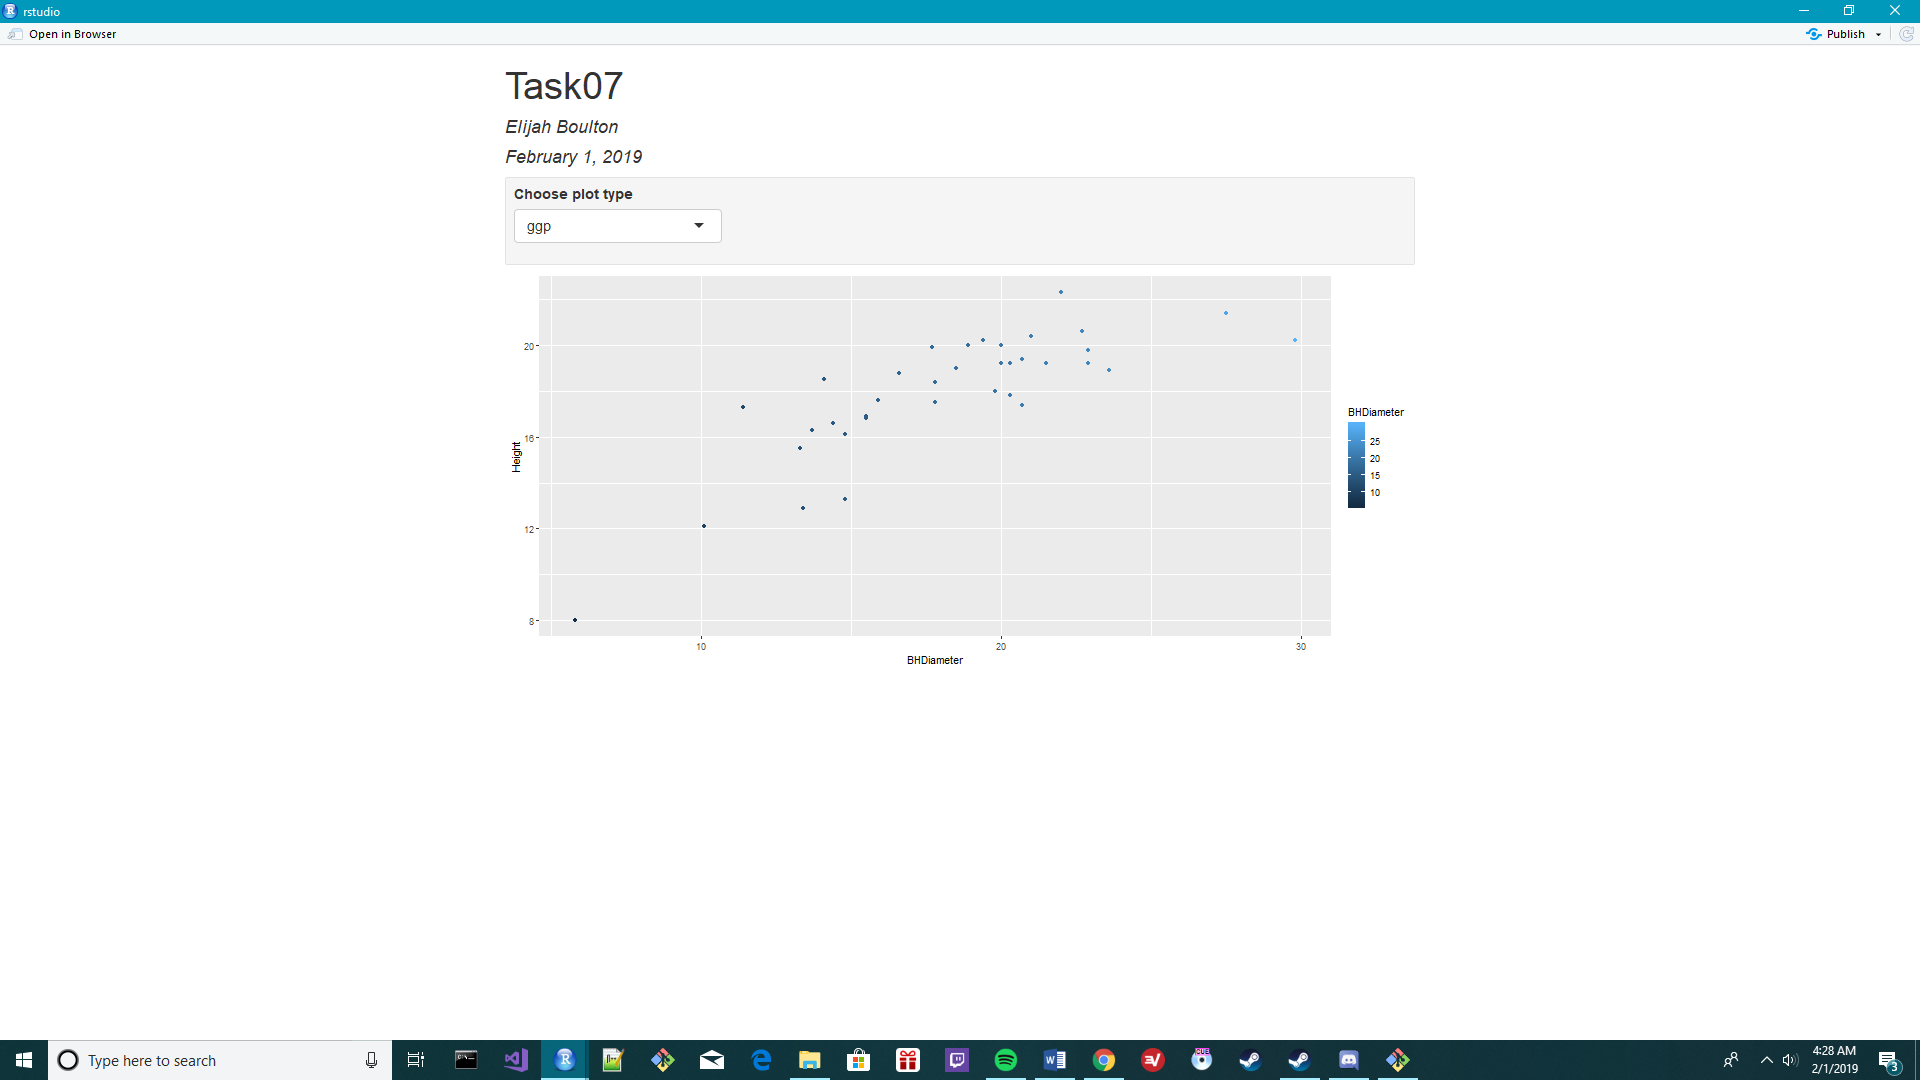 rstudio
Open in Browser
Publish
Task07
Elijah Boulton
February 1, 2019
Choose plot type
ggp
20
16
12
8
Height
10
20
30
BHDiameter
BHDiameter
25
20
15
10
Type here to search
4:28 AM
2/1/2019
3